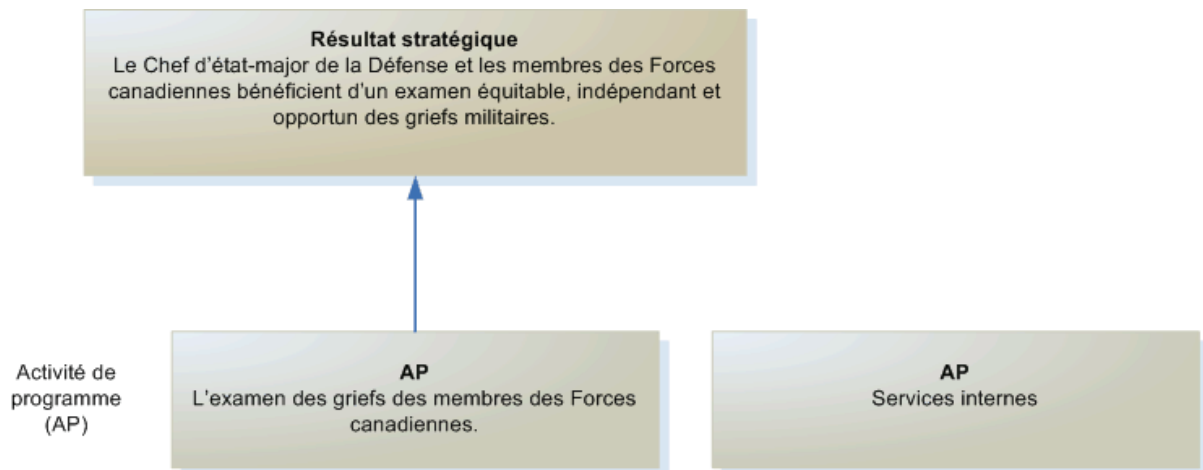 Résultat stratégique
Le Chef d'état-major de la Défense et les membres des Forces
canadiennes bénéficient d'un examen équitable, indépendant et
opportun des griefs militaires.
Activité de
programme
(AP)
AP
L'examen des griefs des membres des Forces
canadiennes.
AP
Services internes